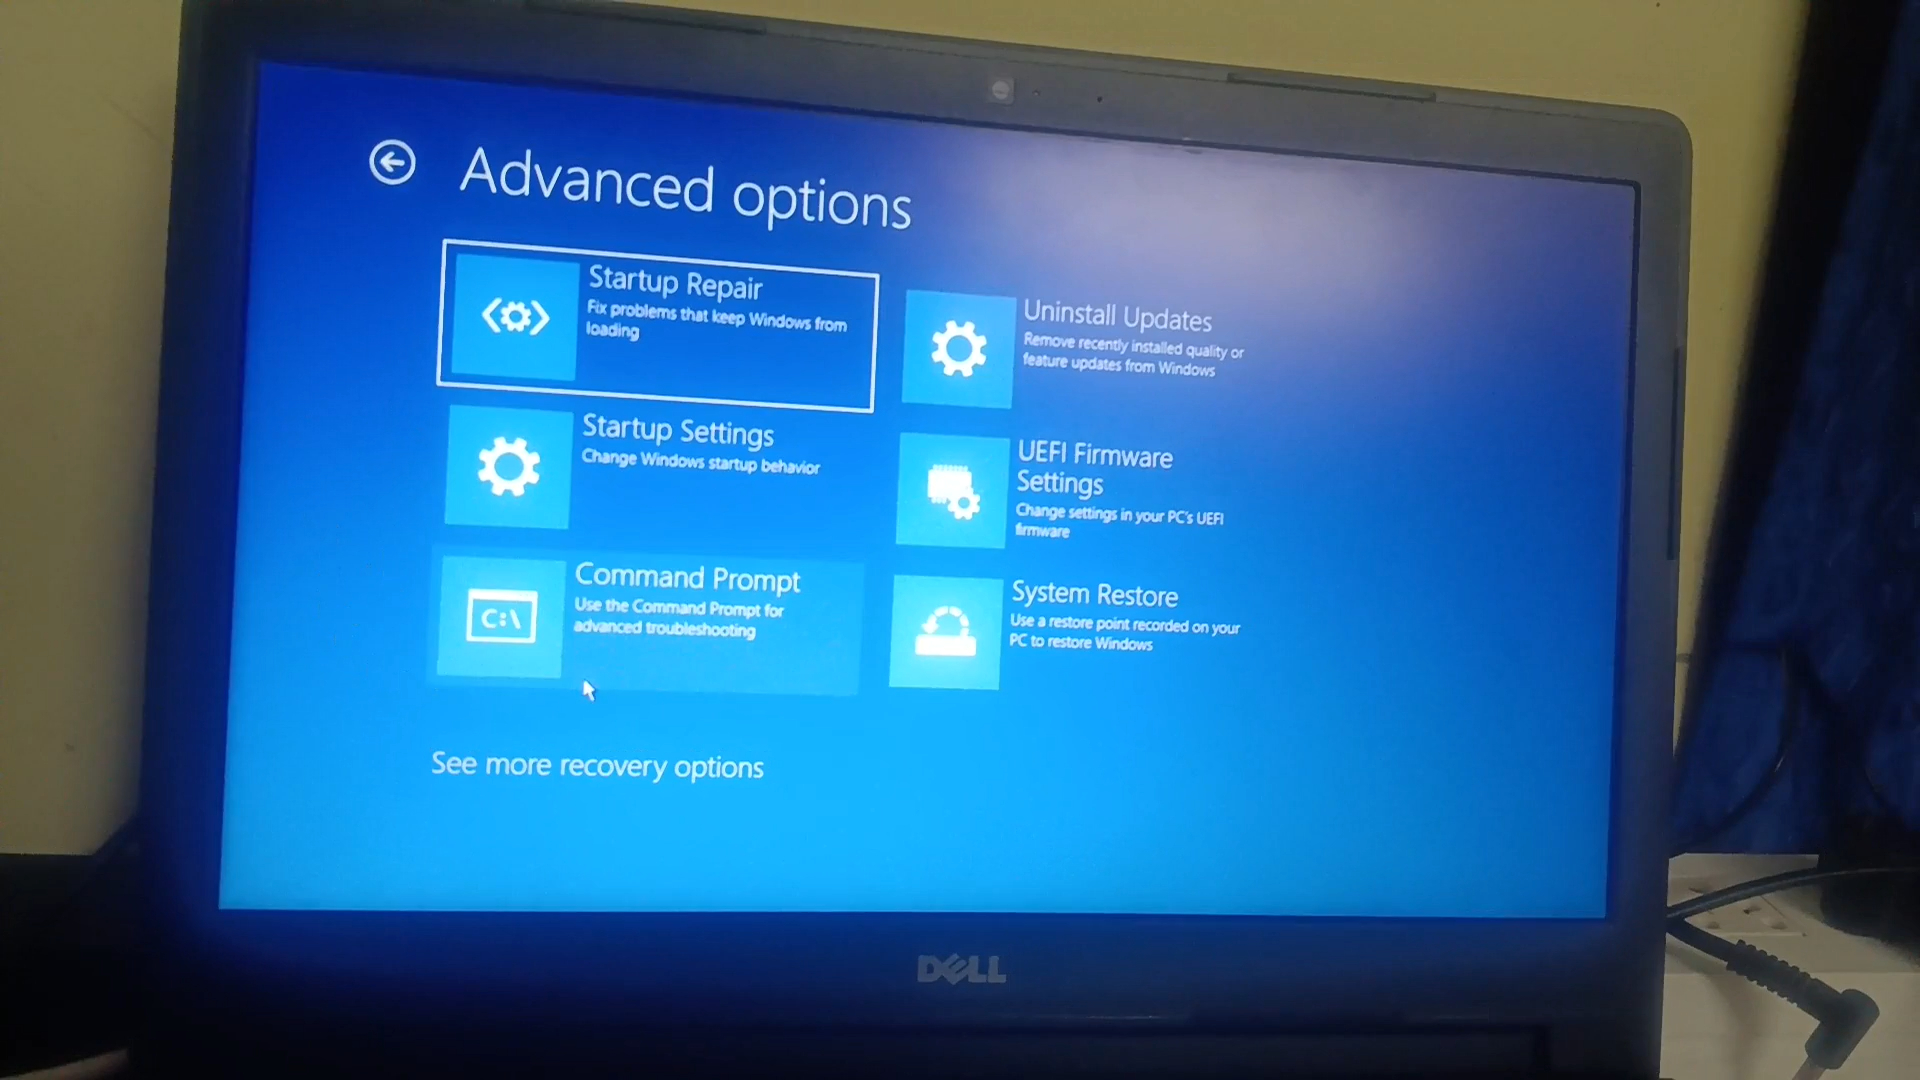 Advanced options
Startup Repair
Fix problems that keep Windows from
loading
Startup Settings
Change Windows startup behavior
C:\
Command Prompt
Use the Command Prompt for
advanced troubleshooting
Uninstall Updates
Remove recently installed quality or
feature updates from Windows
UEFI Firmware
Settings
Change settings in your PC's UEFI
firmware
System Restore
Use a restore point recorded on your
PC to restore Windows
See more recovery options
DELL